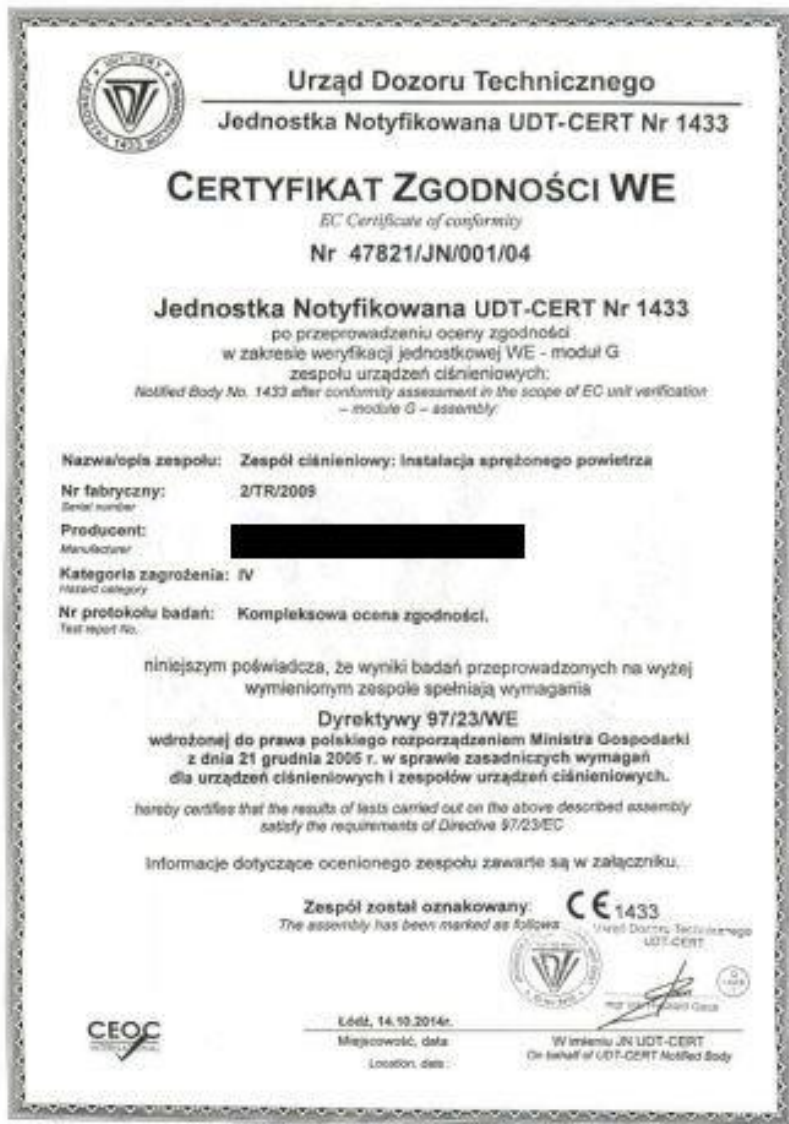 UDT-CERT
1433
Urząd Dozoru Technicznego
Jednostka Notyfikowana UDT-CERT Nr 1433
CERTYFIKAT ZGODNOŚCI WE
EC Certificate of conformity
Nr 47821/JN/001/04
Jednostka Notyfikowana UDT-CERT Nr 1433
po przeprowadzeniu oceny zgodności
w zakresie weryfikacji jednostkowej WE - moduł G
zespołu urządzeń ciśnieniowych:
Notified Body No. 1433 after conformity assessment in the scope of EC unit verification
– module G – assembly:
Nazwa/opis zespołu: Zespół ciśnieniowy: Instalacja sprężonego powietrza
Nr fabryczny: 2/TR/2009
Serial number
Producent:
Manufacturer
Kategoria zagrożenia: IV
Hazard category
Nr protokołu badań: Kompleksowa ocena zgodności.
Test report No.
niniejszym poświadcza, że wyniki badań przeprowadzonych na wyżej
wymienionym zespole spełniają wymagania
Dyrektywy 97/23/WE
wdrożonej do prawa polskiego rozporządzeniem Ministra Gospodarki
z dnia 21 grudnia 2005 r. w sprawie zasadniczych wymagań
dla urządzeń ciśnieniowych i zespołów urządzeń ciśnieniowych.
hereby certifies that the results of tests carried out on the above described assembly
satisfy the requirements of Directive 97/23/EC
Informacje dotyczące ocenionego zespołu zawarte są w załączniku.
Zespół został oznakowany: CE 1433
The assembly has been marked as follows
Urząd Dozoru Technicznego
UDT-CERT
CEOC
INTERNATIONAL
Łódź, 14.10.2014r.
Miejscowość, data
Location, date
W imieniu JN UDT-CERT
On behalf of UDT-CERT Notified Body